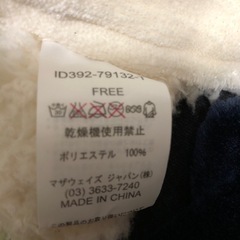 ID392-79132-1
FREE
乾燥機使用禁止
ポリエステル 100%
マザウェイズ ジャパン(株)
(03) 3633-7240
MADE IN CHINA